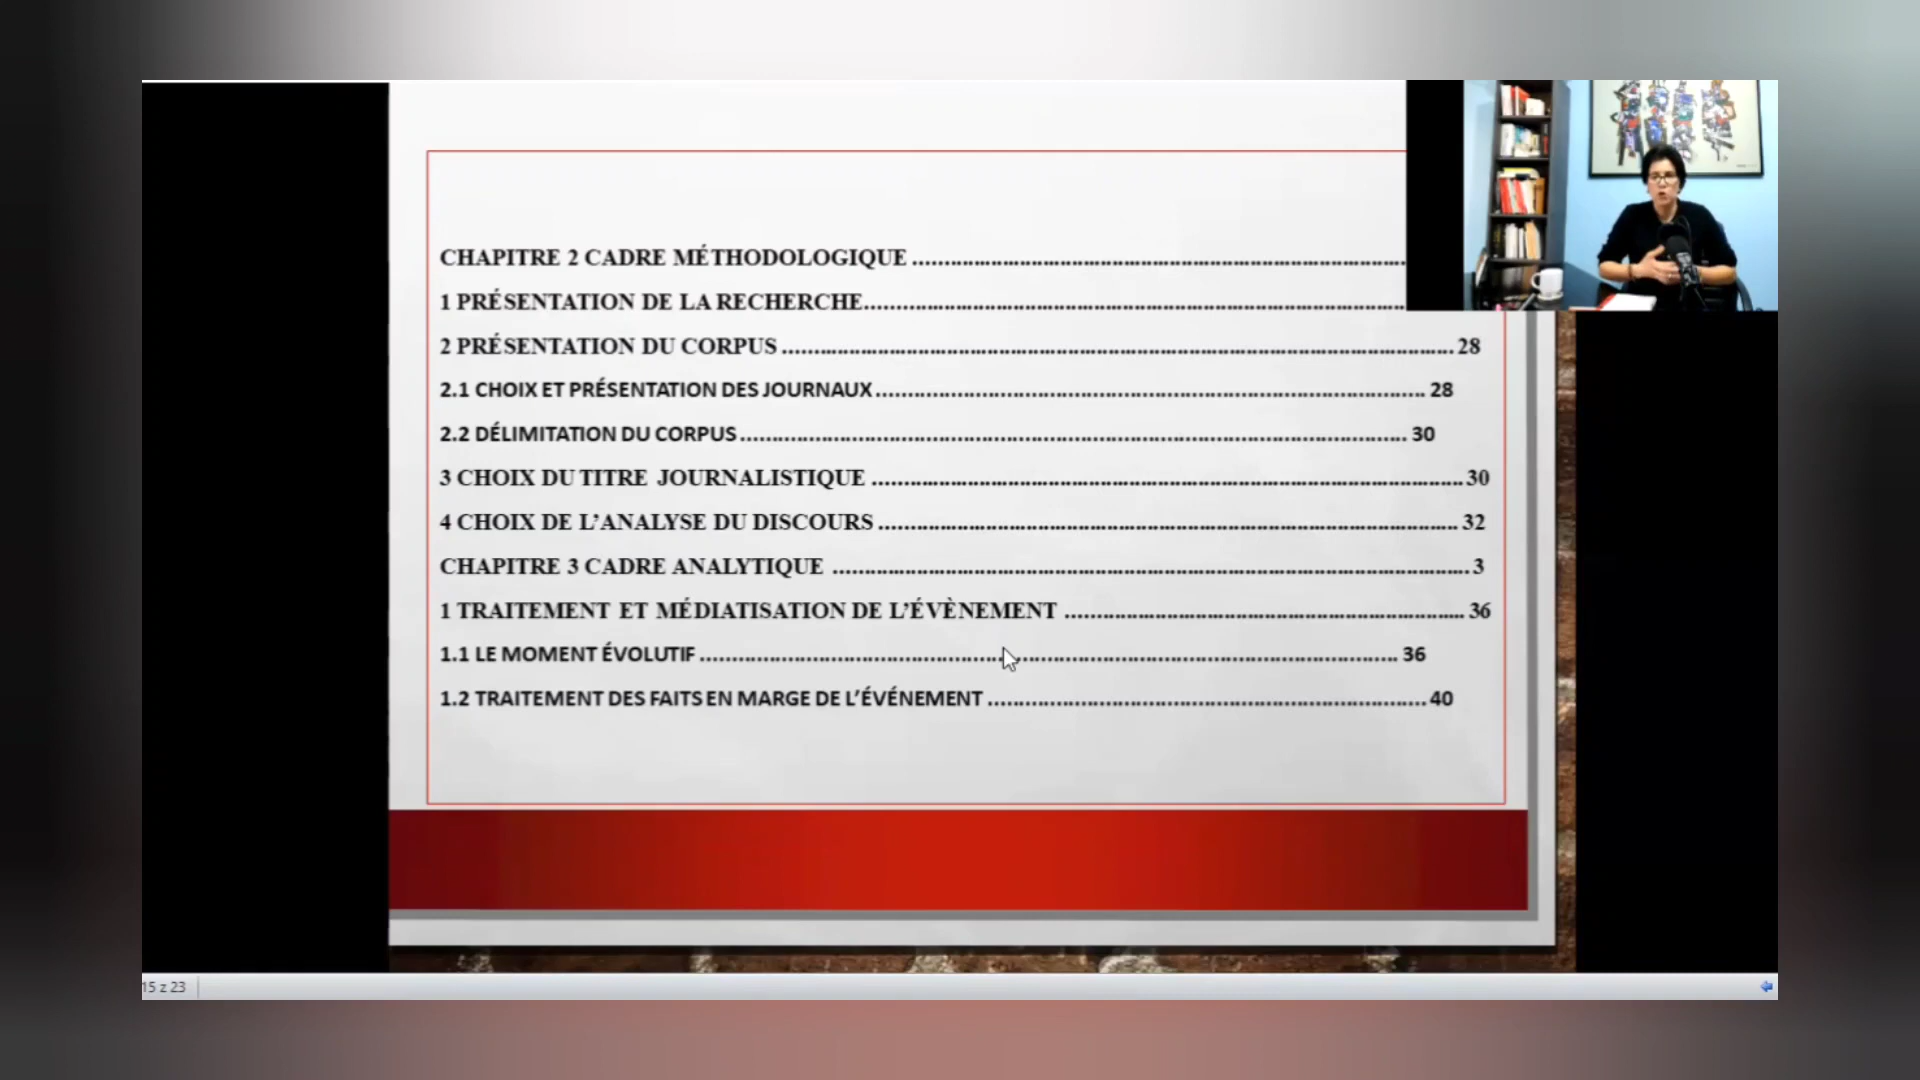 CHAPITRE 2 CADRE MÉTHODOLOGIQUE ........................................
1 PRÉSENTATION DE LA RECHERCHE........................................
2 PRÉSENTATION DU CORPUS ........................................ 28
2.1 CHOIX ET PRÉSENTATION DES JOURNAUX ........................................ 28
2.2 DÉLIMITATION DU CORPUS ........................................ 30
3 CHOIX DU TITRE JOURNALISTIQUE ........................................ 30
4 CHOIX DE L’ANALYSE DU DISCOURS ........................................ 32
CHAPITRE 3 CADRE ANALYTIQUE ........................................ 3
1 TRAITEMENT ET MÉDIATISATION DE L’ÉVÈNEMENT ........................................ 36
1.1 LE MOMENT ÉVOLUTIF ........................................ 36
1.2 TRAITEMENT DES FAITS EN MARGE DE L’ÉVÉNEMENT ........................................ 40
15 z 23